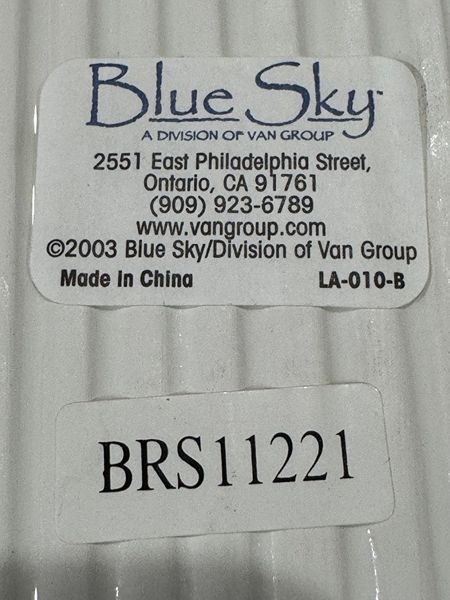 Blue Sky™
A DIVISION OF VAN GROUP
2551 East Philadelphia Street,
Ontario, CA 91761
(909) 923-6789
www.vangroup.com
©2003 Blue Sky/Division of Van Group
Made In China LA-010-B
BRS11221